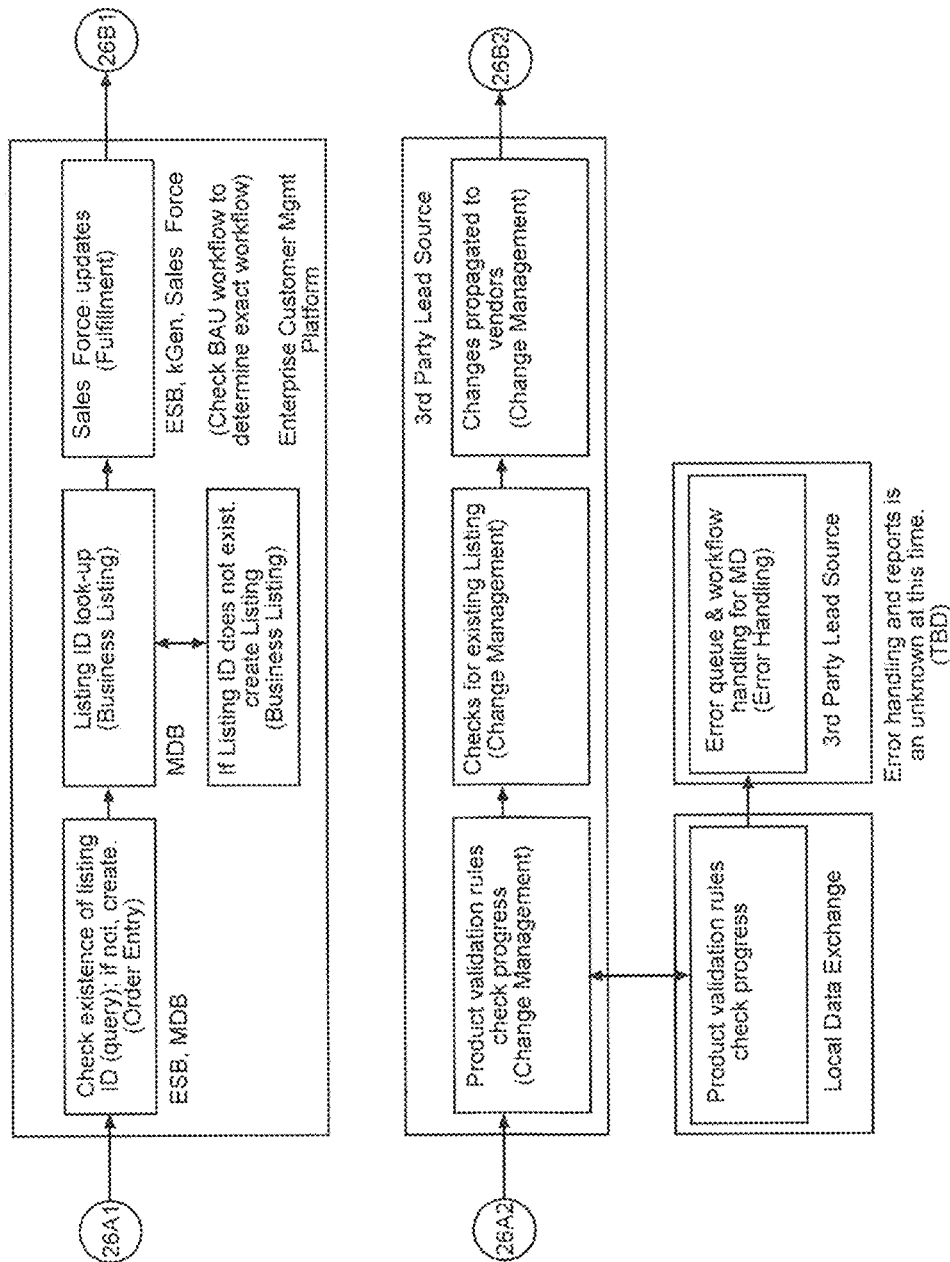 26A1
Check existence of listing
ID (query); if not, create.
(Order Entry)
ESB, MDB
Listing ID look-up
(Business Listing)
MDB
If Listing ID does not exist.
create Listing
(Business Listing)
Sales Force: updates
(Fulfillment)
ESB, kGen, Sales Force
(Check BAU workflow to
determine exact workflow)
Enterprise Customer Mgmt
Platform
26B1
26A2
3rd Party Lead Source
Product validation rules
check progress
(Change Management)
Checks for existing Listing
(Change Management)
Changes propagated to
vendors
(Change Management)
26B2
Product validation rules
check progress
Local Data Exchange
Error queue & workflow
handling for MD
(Error Handling)
3rd Party Lead Source
Error handling and reports is
an unknown at this time.
(TBD)